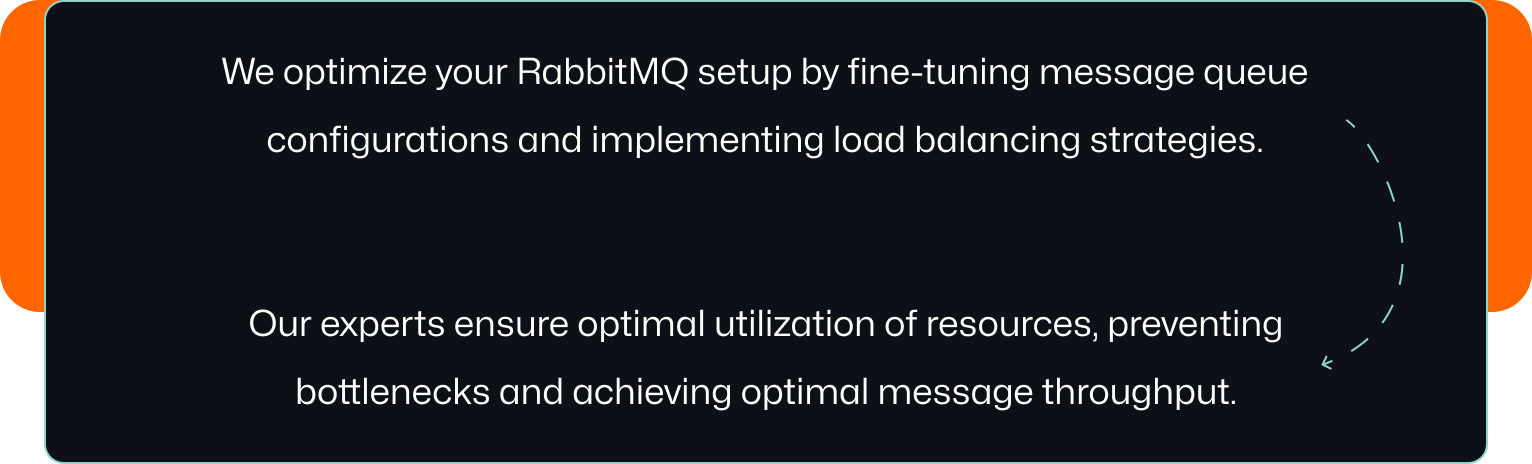 We optimize your RabbitMQ setup by fine-tuning message queue
configurations and implementing load balancing strategies.
Our experts ensure optimal utilization of resources, preventing
bottlenecks and achieving optimal message throughput.